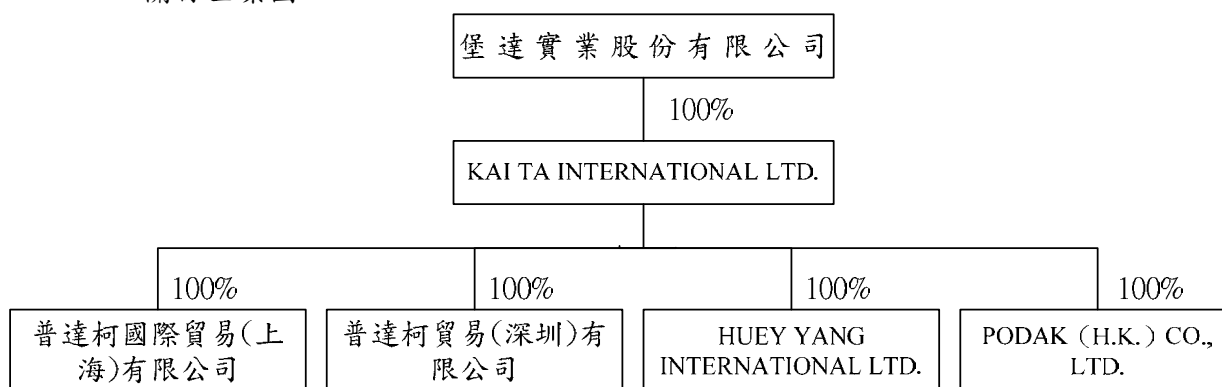 堡達實業股份有限公司
100%
KAI TA INTERNATIONAL LTD.
100%
100%
100%
100%
普達柯國際貿易(上
海)有限公司
普達柯貿易(深圳)有
限公司
HUEY YANG
INTERNATIONAL LTD.
PODAK (H.K.) CO.,
LTD.